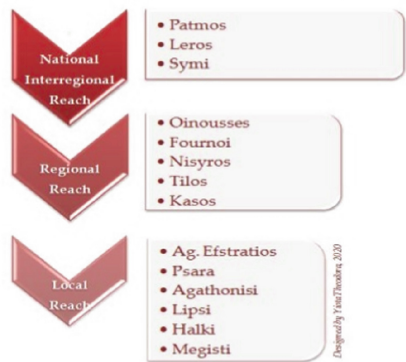 National
Interregional
Reach
• Patmos
• Leros
• Symi
Regional
Reach
• Oinousses
• Fournoi
• Nisyros
• Tilos
• Kasos
Local
Reach
• Ag. Efstratios
• Psara
• Agathonisi
• Lipsi
• Halki
• Megisti
Designed by Yiota Theodora, 2020